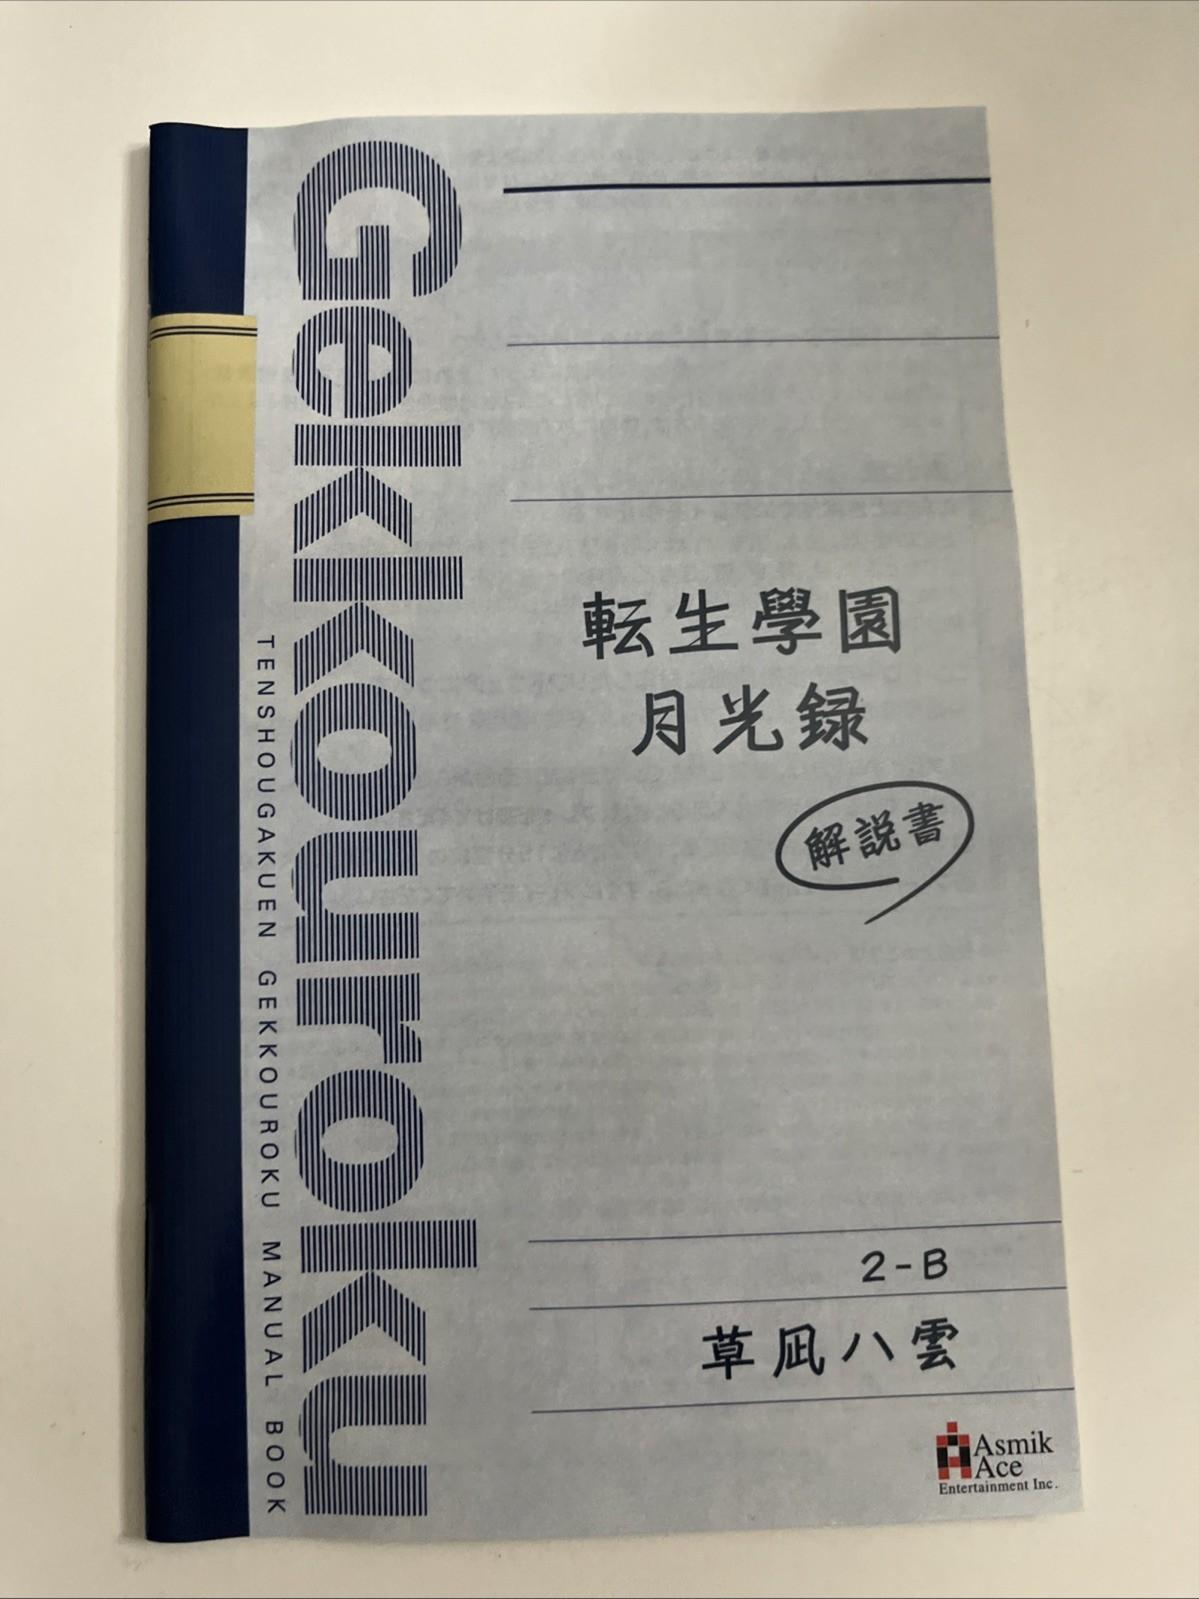 Gekkouroku
TENSHOUGAKUEN GEKKOUROKU MANUAL BOOK
転生學園
月光録
解説書
2-B
草凪八雲
Asmik
Ace
Entertainment Inc.